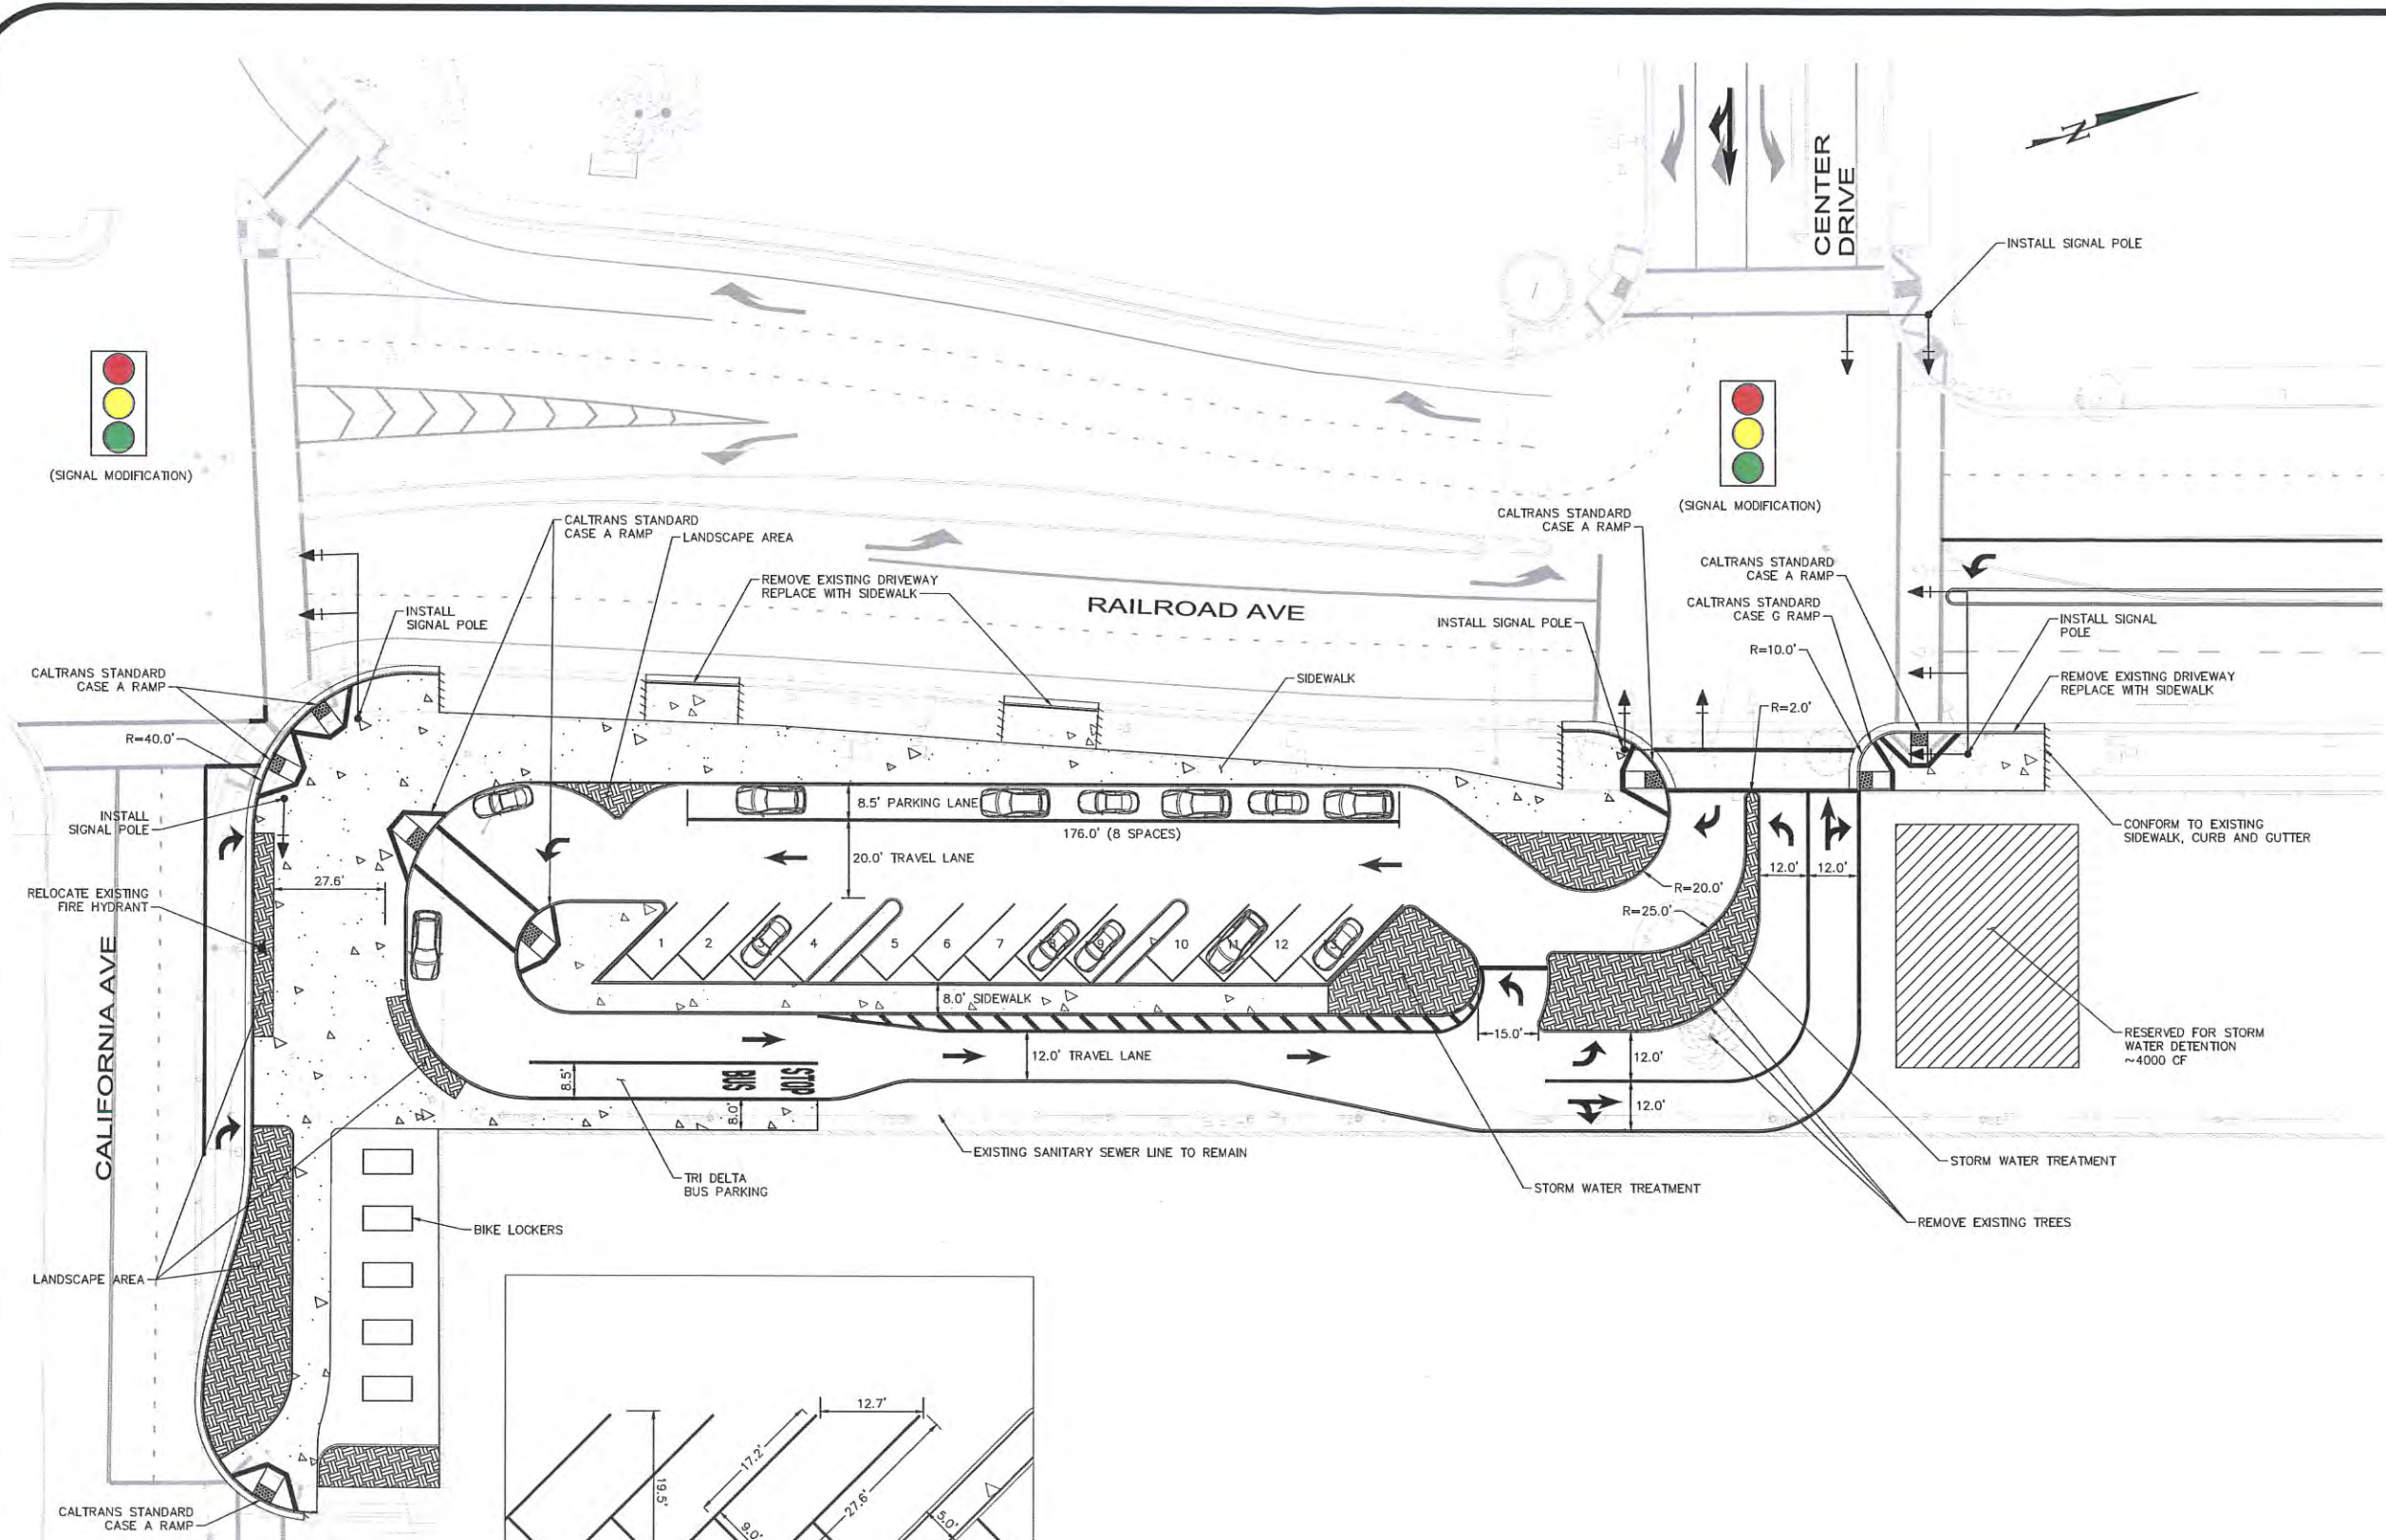 CENTER
DRIVE
N
INSTALL SIGNAL POLE
(SIGNAL MODIFICATION)
(SIGNAL MODIFICATION)
CALTRANS STANDARD
CASE A RAMP
LANDSCAPE AREA
REMOVE EXISTING DRIVEWAY
REPLACE WITH SIDEWALK
RAILROAD AVE
CALTRANS STANDARD
CASE A RAMP
CALTRANS STANDARD
CASE A RAMP
CALTRANS STANDARD
CASE G RAMP
INSTALL SIGNAL POLE
R=10.0'
R=2.0'
INSTALL SIGNAL
POLE
REMOVE EXISTING DRIVEWAY
REPLACE WITH SIDEWALK
INSTALL
SIGNAL POLE
CALTRANS STANDARD
CASE A RAMP
R=40.0'
SIDEWALK
INSTALL
SIGNAL POLE
8.5' PARKING LANE
176.0' (8 SPACES)
20.0' TRAVEL LANE
CONFORM TO EXISTING
SIDEWALK, CURB AND GUTTER
27.6'
RELOCATE EXISTING
FIRE HYDRANT
R=20.0'
R=25.0'
12.0'
12.0'
1
2
3
4
5
6
7
8
9
10
11
12
13
CALIFORNIA AVE
8.0' SIDEWALK
15.0'
12.0' TRAVEL LANE
12.0'
12.0'
8.5'
BUS
STOP
8.0'
RESERVED FOR STORM
WATER DETENTION
~4000 CF
EXISTING SANITARY SEWER LINE TO REMAIN
TRI DELTA
BUS PARKING
STORM WATER TREATMENT
STORM WATER TREATMENT
REMOVE EXISTING TREES
BIKE LOCKERS
LANDSCAPE AREA
12.7'
17.2'
19.5'
27.6'
9.0'
5.0'
CALTRANS STANDARD
CASE A RAMP